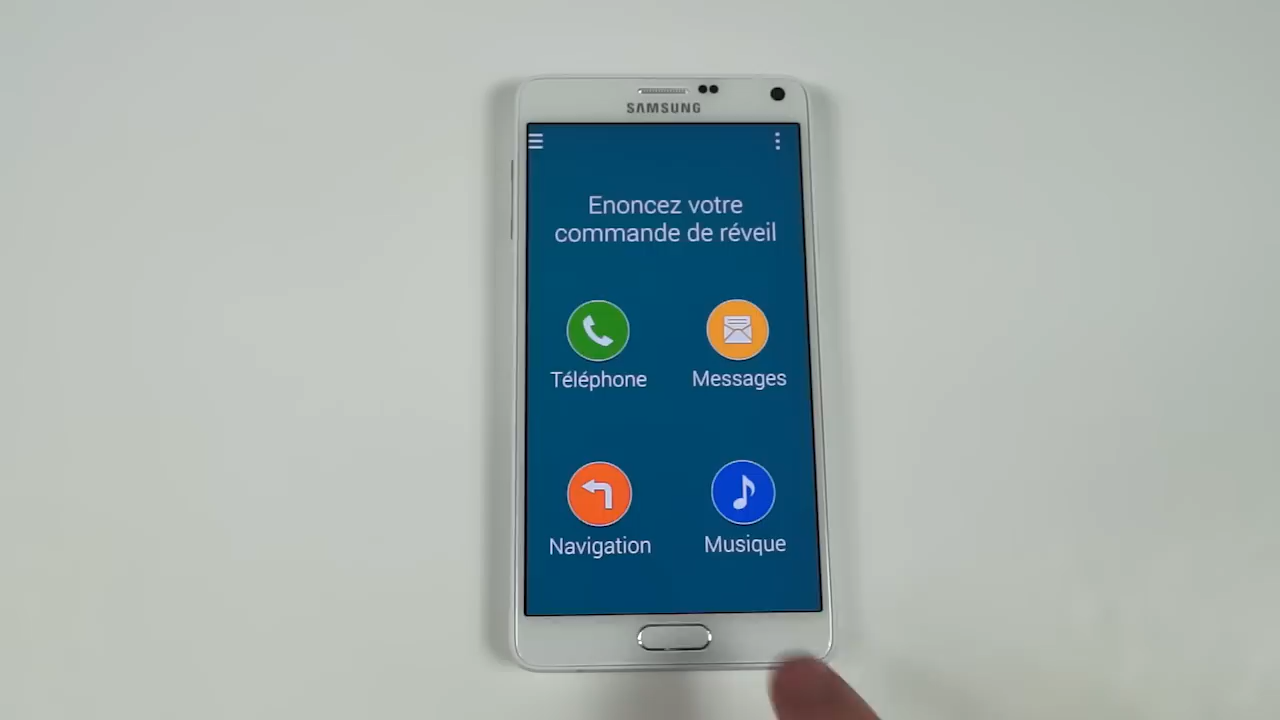 SAMSUNG
Enoncez votre
commande de réveil
Téléphone
Messages
Navigation
Musique